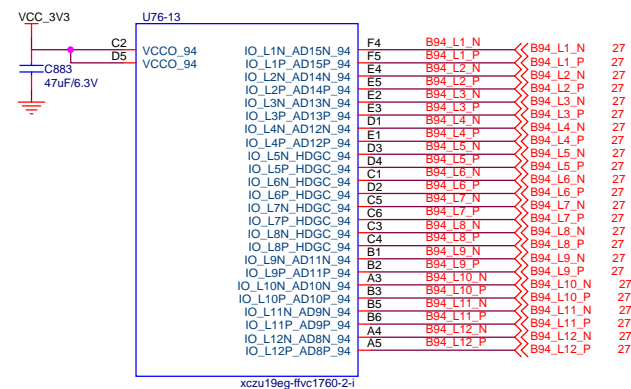 VCC_3V3
U76-13
C2 VCCO_94
D5 VCCO_94
C883
47uF/6.3V
IO_L1N_AD15N_94 F4 B94_L1_N B94_L1_N 27
IO_L1P_AD15P_94 F5 B94_L1_P B94_L1_P 27
IO_L2N_AD14N_94 E4 B94_L2_N B94_L2_N 27
IO_L2P_AD14P_94 E5 B94_L2_P B94_L2_P 27
IO_L3N_AD13N_94 E2 B94_L3_N B94_L3_N 27
IO_L3P_AD13P_94 E3 B94_L3_P B94_L3_P 27
IO_L4N_AD12N_94 D1 B94_L4_N B94_L4_N 27
IO_L4P_AD12P_94 E1 B94_L4_P B94_L4_P 27
IO_L5N_HDGC_94 D3 B94_L5_N B94_L5_N 27
IO_L5P_HDGC_94 D4 B94_L5_P B94_L5_P 27
IO_L6N_HDGC_94 C1 B94_L6_N B94_L6_N 27
IO_L6P_HDGC_94 D2 B94_L6_P B94_L6_P 27
IO_L7N_HDGC_94 C5 B94_L7_N B94_L7_N 27
IO_L7P_HDGC_94 C6 B94_L7_P B94_L7_P 27
IO_L8N_HDGC_94 C3 B94_L8_N B94_L8_N 27
IO_L8P_HDGC_94 C4 B94_L8_P B94_L8_P 27
IO_L9N_AD11N_94 B1 B94_L9_N B94_L9_N 27
IO_L9P_AD11P_94 B2 B94_L9_P B94_L9_P 27
IO_L10N_AD10N_94 A3 B94_L10_N B94_L10_N 27
IO_L10P_AD10P_94 B3 B94_L10_P B94_L10_P 27
IO_L11N_AD9N_94 B5 B94_L11_N B94_L11_N 27
IO_L11P_AD9P_94 B6 B94_L11_P B94_L11_P 27
IO_L12N_AD8N_94 A4 B94_L12_N B94_L12_N 27
IO_L12P_AD8P_94 A5 B94_L12_P B94_L12_P 27
xczu19eg-ffvc1760-2-i